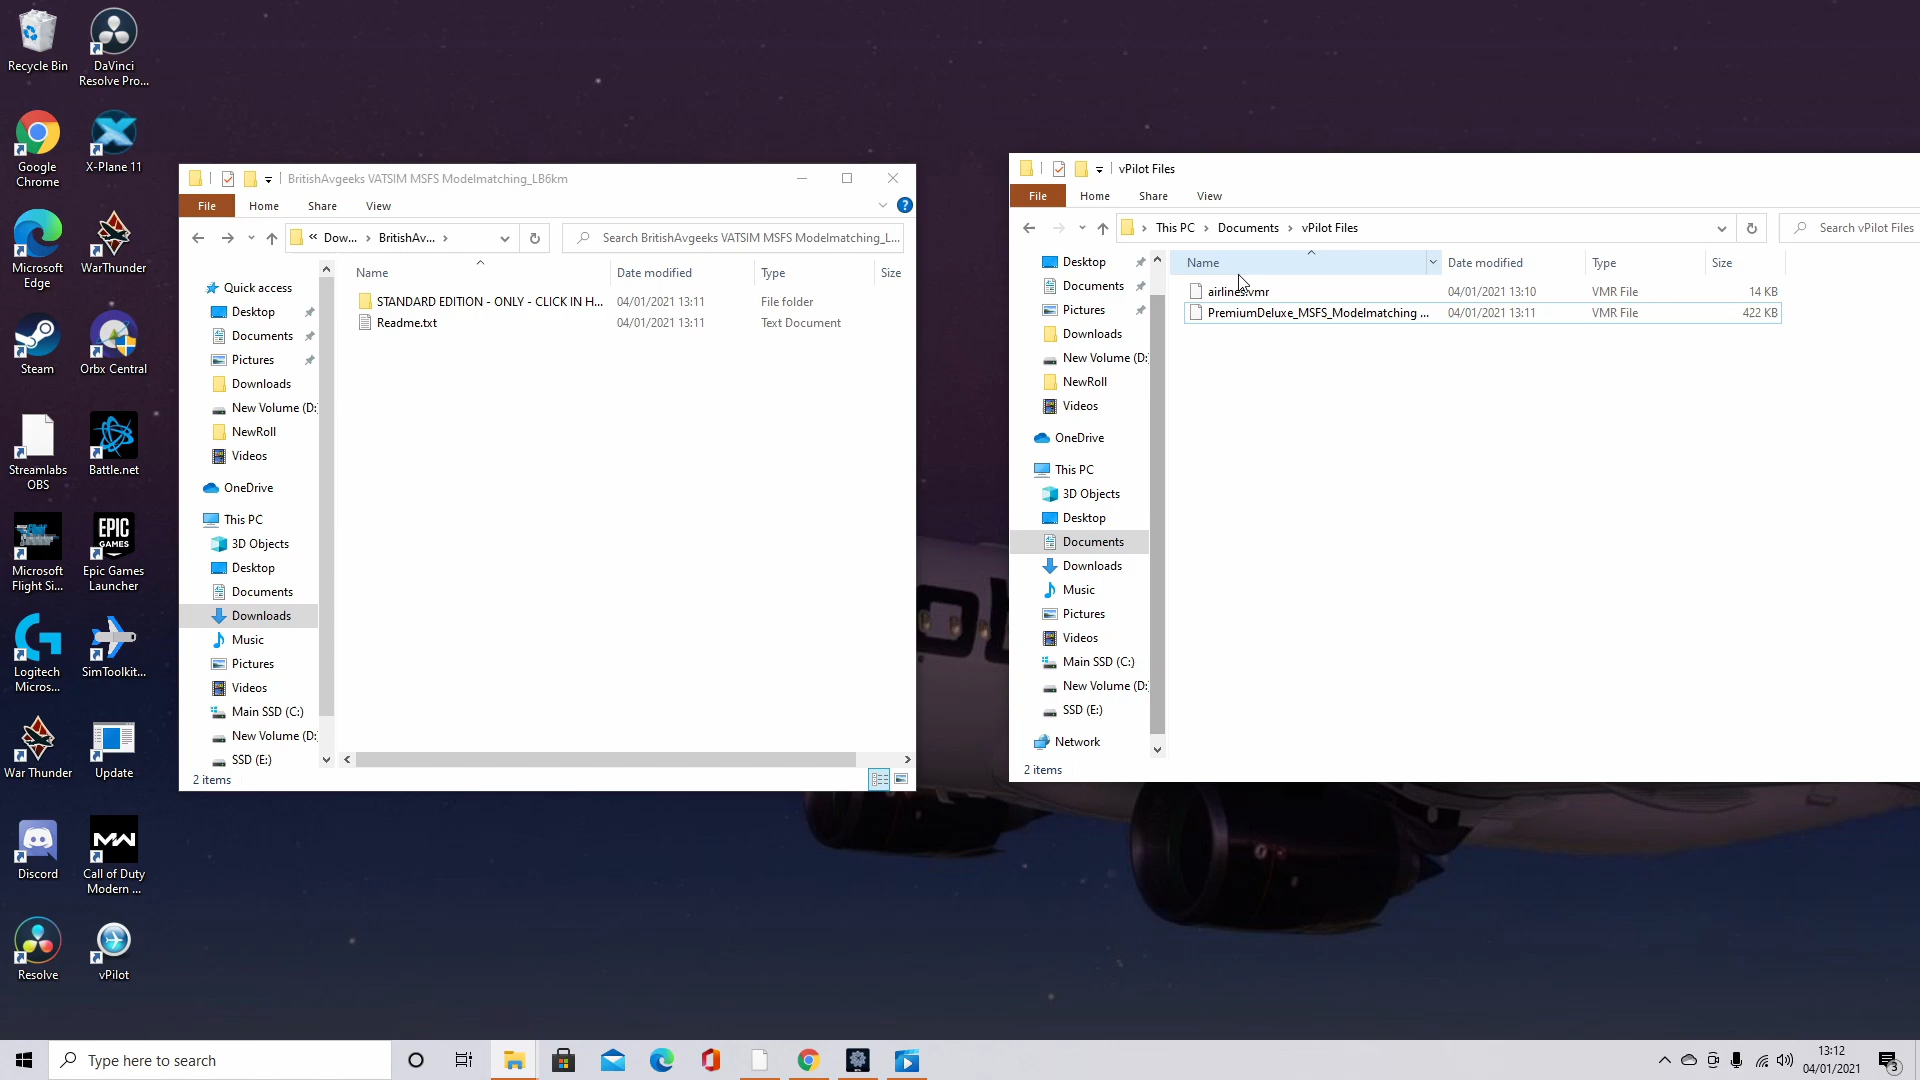 Recycle Bin
DaVinci
Resolve Pro...
Google
Chrome
X-Plane 11
Microsoft
Edge
WarThunder
Steam
Orbx Central
Streamlabs
OBS
Battle.net
Microsoft
Flight Si...
Epic Games
Launcher
EPIC
GAMES
Logitech
Micros...
SimToolkit...
War Thunder
Update
Discord
Call of Duty
Modern ...
Resolve
vPilot
BritishAvgeeks VATSIM MSFS Modelmatching_LB6km
File
Home
Share
View
« Dow... › BritishAv... ›
Search BritishAvgeeks VATSIM MSFS Modelmatching_L...
Name
Date modified
Type
Size
STANDARD EDITION - ONLY - CLICK IN H...
04/01/2021 13:11
File folder
Readme.txt
04/01/2021 13:11
Text Document
Quick access
Desktop
Documents
Pictures
Downloads
New Volume (D:
NewRoll
Videos
OneDrive
This PC
3D Objects
Desktop
Documents
Downloads
Music
Pictures
Videos
Main SSD (C:)
New Volume (D:
SSD (E:)
2 items
vPilot Files
File
Home
Share
View
› This PC › Documents › vPilot Files
Search vPilot Files
Name
Date modified
Type
Size
airlines.vmr
04/01/2021 13:10
VMR File
14 KB
PremiumDeluxe_MSFS_Modelmatching ...
04/01/2021 13:11
VMR File
422 KB
Desktop
Documents
Pictures
Downloads
New Volume (D:
NewRoll
Videos
OneDrive
This PC
3D Objects
Desktop
Documents
Downloads
Music
Pictures
Videos
Main SSD (C:)
New Volume (D:
SSD (E:)
Network
2 items
Type here to search
13:12
04/01/2021
3